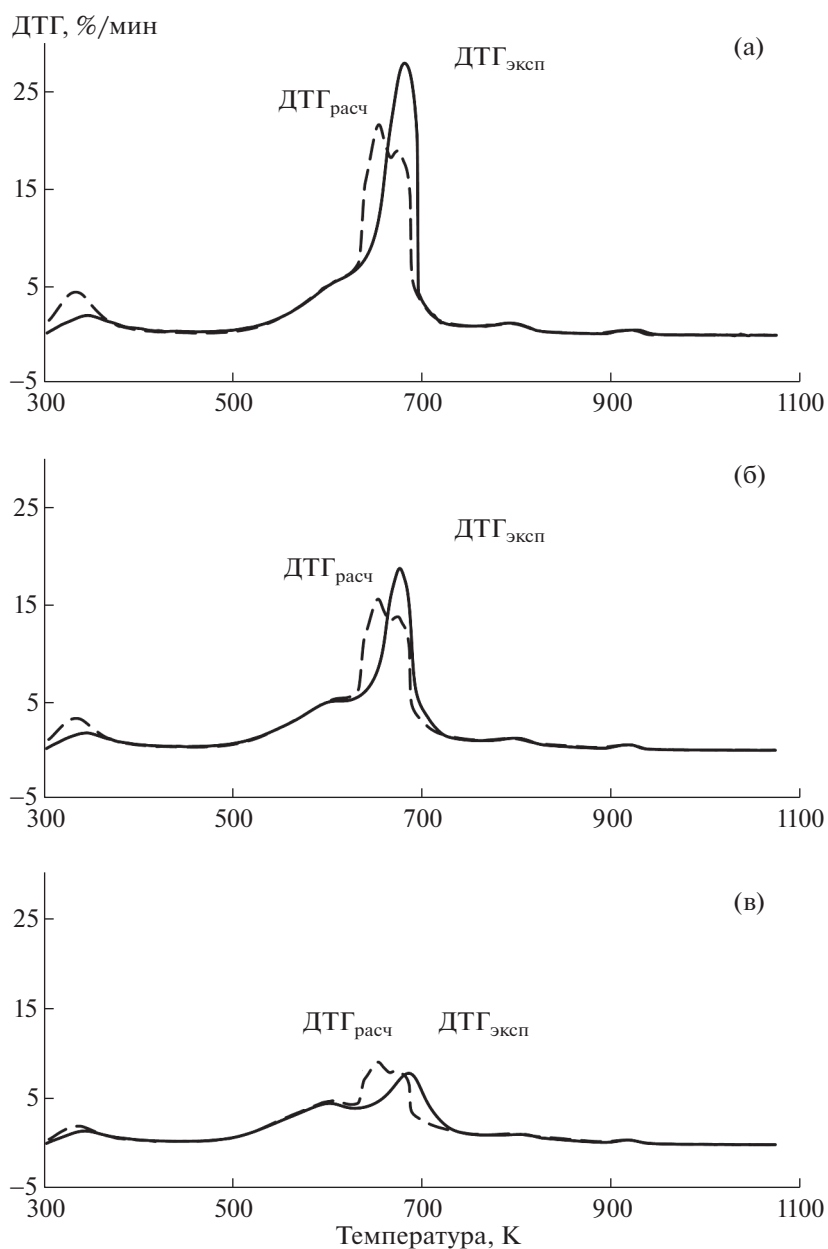 ДТГ, %/мин
(а)
ДТГэксп
ДТГрасч
25
15
5
–5
300 500 700 900 1100
(б)
25
ДТГэксп
ДТГрасч
15
5
–5
300 500 700 900 1100
(в)
25
15
ДТГрасч ДТГэксп
5
–5
300 500 700 900 1100
Температура, K